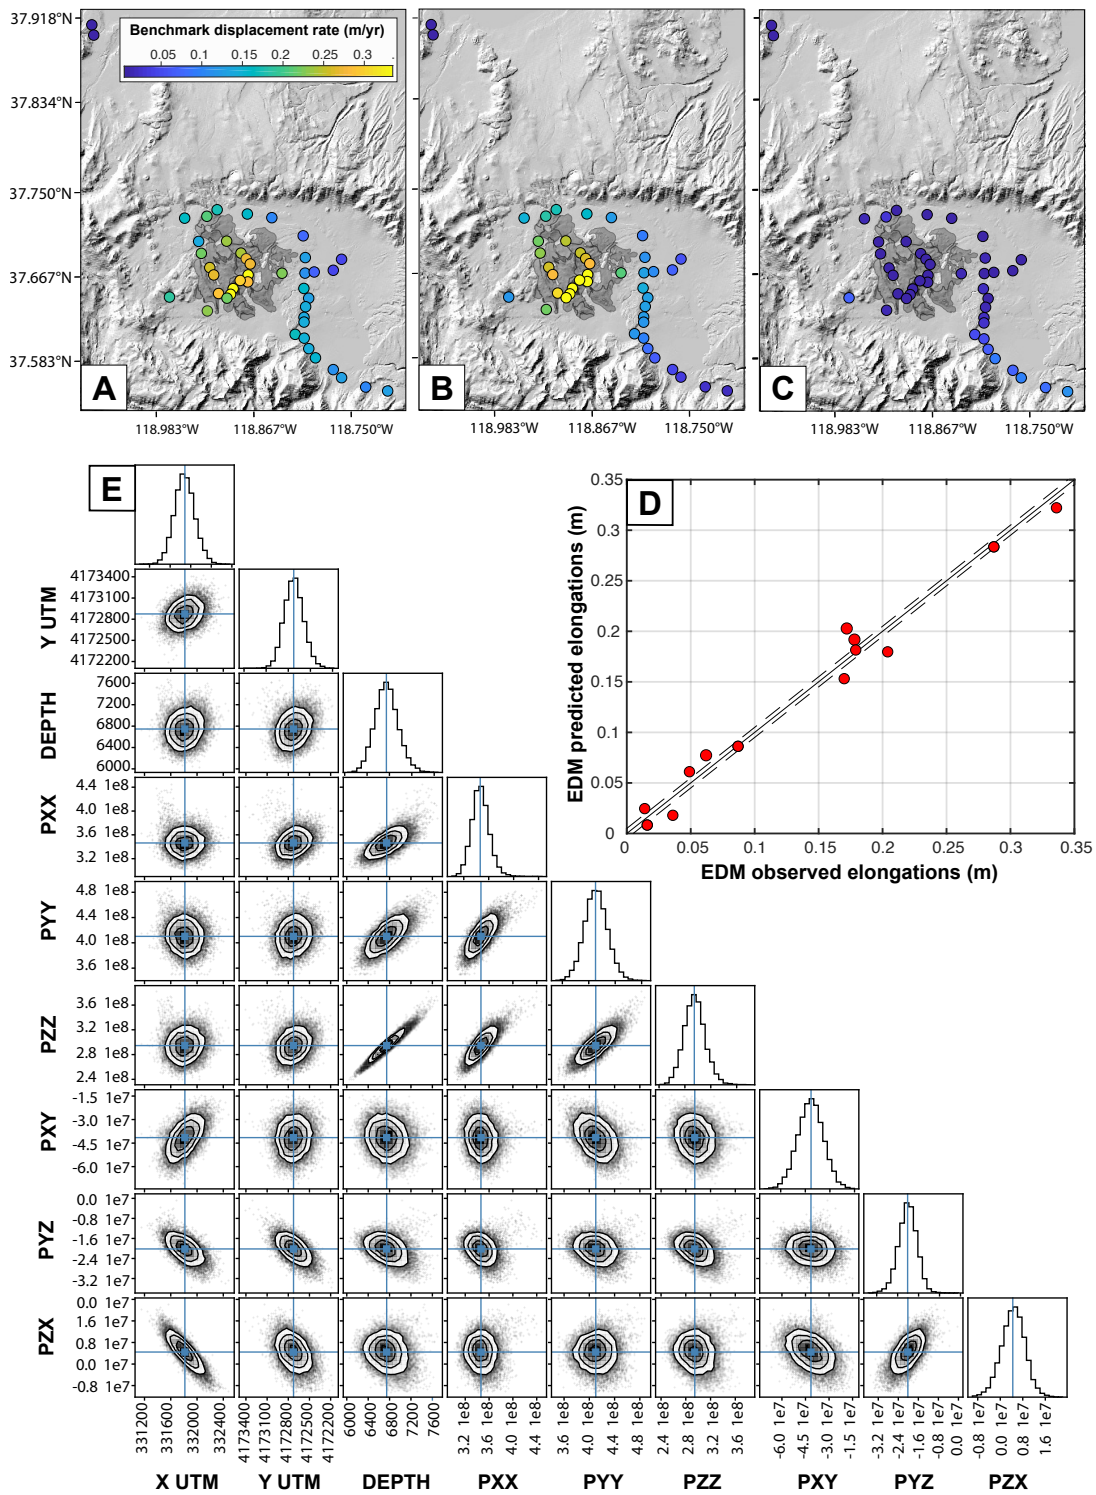 37.918°N
37.834°N
37.750°N
37.667°N
37.583°N
Benchmark displacement rate (m/yr)
0.05 0.1 0.15 0.2 0.25 0.3
A
B
C
118.983°W 118.867°W 118.750°W
118.983°W 118.867°W 118.750°W
118.983°W 118.867°W 118.750°W
E
D
0.35
0.3
0.25
0.2
0.15
0.1
0.05
0
EDM predicted elongations (m)
0 0.05 0.1 0.15 0.2 0.25 0.3 0.35
EDM observed elongations (m)
Y UTM
4173400
4173100
4172800
4172500
4172200
DEPTH
7600
7200
6800
6400
6000
PXX
4.4 1e8
4.0 1e8
3.6 1e8
3.2 1e8
PYY
4.8 1e8
4.4 1e8
4.0 1e8
3.6 1e8
PZZ
3.6 1e8
3.2 1e8
2.8 1e8
2.4 1e8
PXY
-1.5 1e7
-3.0 1e7
-4.5 1e7
-6.0 1e7
PYZ
0.0 1e7
-0.8 1e7
-1.6 1e7
-2.4 1e7
-3.2 1e7
PZX
0.0 1e7
1.6 1e7
0.8 1e7
0.0 1e7
-0.8 1e7
331200 331600 332000 332400
4173400 4173100 4172800 4172500 4172200
6000 6400 6800 7200 7600
3.2 1e8 3.6 1e8 4.0 1e8 4.4 1e8
3.6 1e8 4.0 1e8 4.4 1e8 4.8 1e8
2.4 1e8 2.8 1e8 3.2 1e8 3.6 1e8
-6.0 1e7 -4.5 1e7 -3.0 1e7 -1.5 1e7
-3.2 1e7 -2.4 1e7 -1.6 1e7 -0.8 1e7 0.0 1e7
-0.8 1e7 0.0 1e7 0.8 1e7 1.6 1e7
X UTM Y UTM DEPTH PXX PYY PZZ PXY PYZ PZX